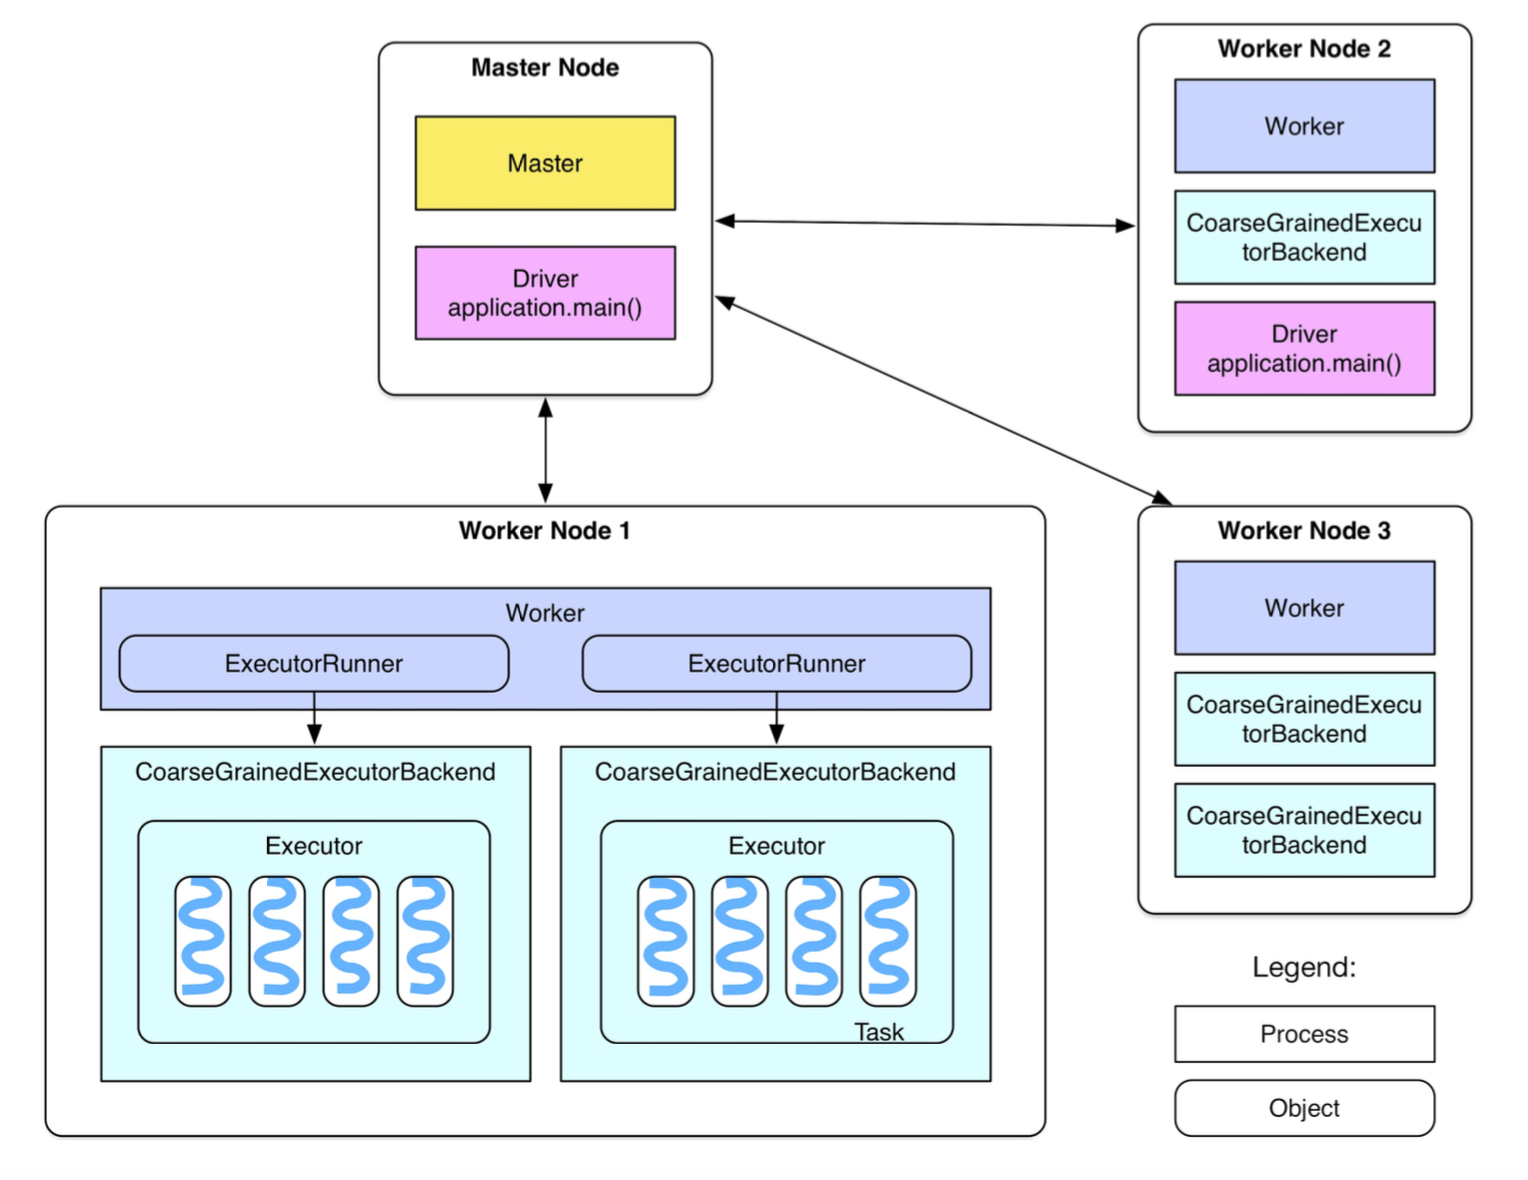 Master Node
Master
Driver
application.main()
Worker Node 2
Worker
CoarseGrainedExecu
torBackend
Driver
application.main()
Worker Node 1
Worker
ExecutorRunner
ExecutorRunner
CoarseGrainedExecutorBackend
Executor
CoarseGrainedExecutorBackend
Executor
Task
Worker Node 3
Worker
CoarseGrainedExecu
torBackend
CoarseGrainedExecu
torBackend
Legend:
Process
Object